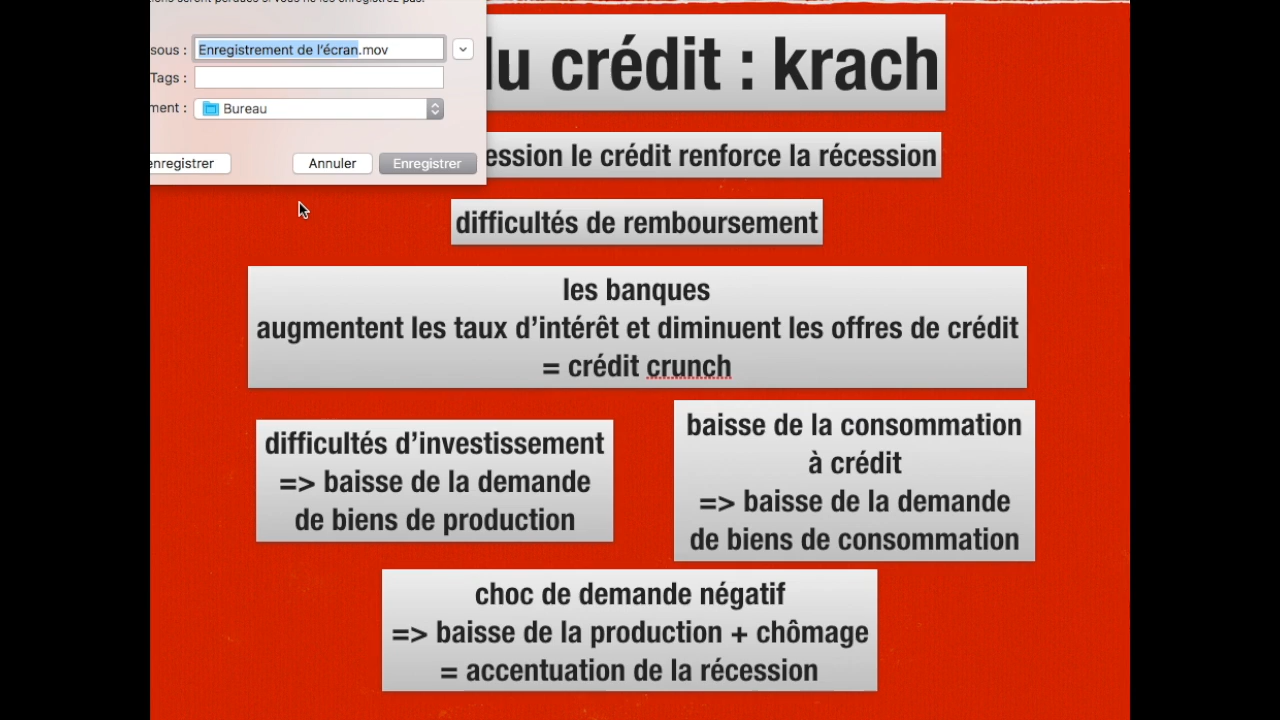 sous : Enregistrement de l'écran.mov
Tags :
ment : Bureau
enregistrer Annuler Enregistrer
du crédit : krach
ession le crédit renforce la récession
difficultés de remboursement
les banques
augmentent les taux d'intérêt et diminuent les offres de crédit
= crédit crunch
difficultés d'investissement
=> baisse de la demande
de biens de production
baisse de la consommation
à crédit
=> baisse de la demande
de biens de consommation
choc de demande négatif
=> baisse de la production + chômage
= accentuation de la récession